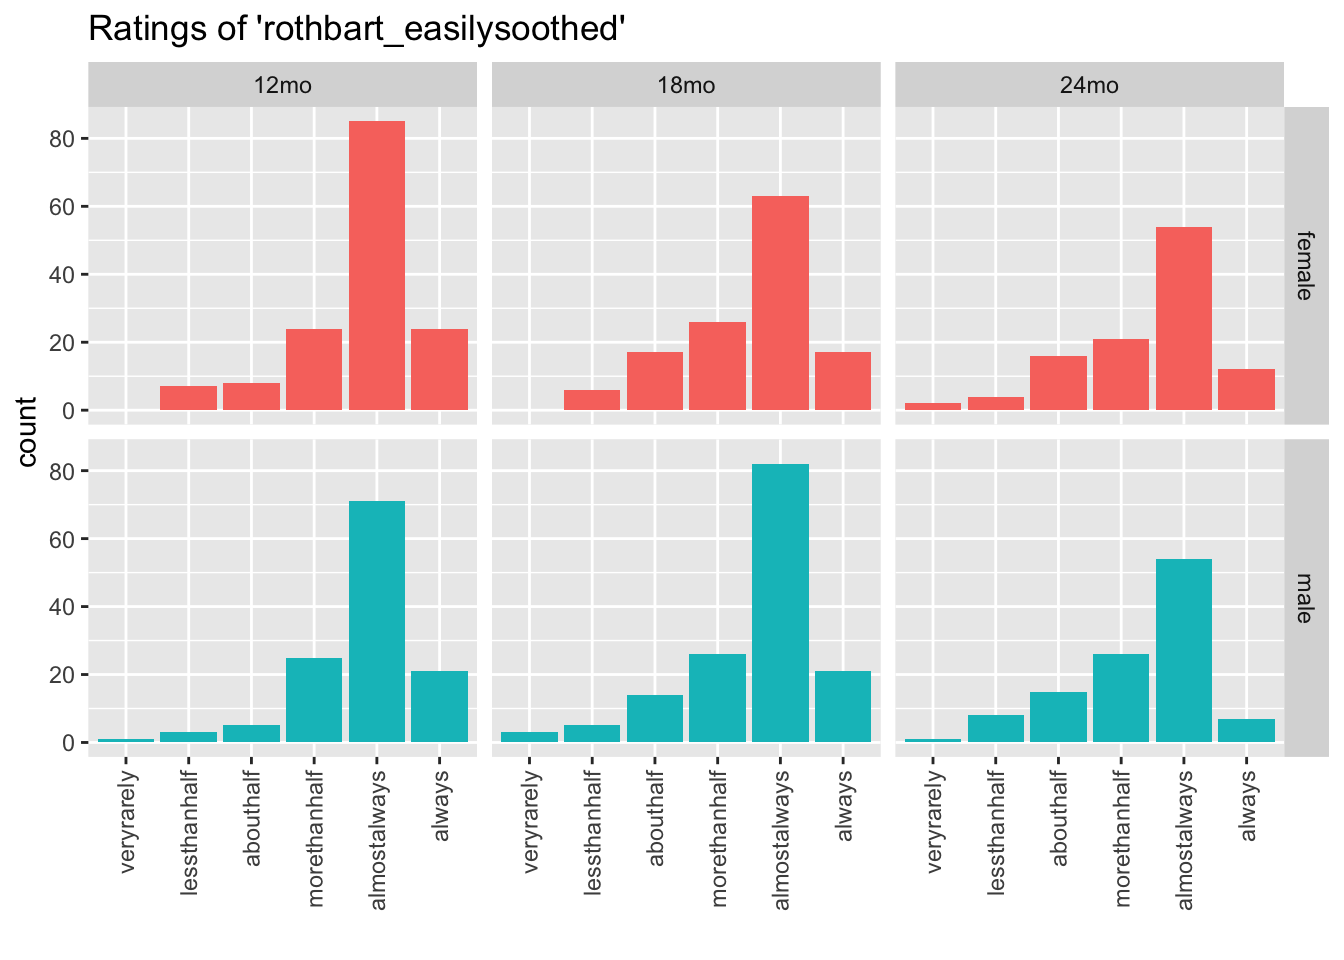 Ratings of 'rothbart_easilysoothed'
12mo 18mo 24mo
80
60
40
20
0
female
count
80
60
40
20
0
male
veryrarely lessthanhalf abouthalf morethanhalf almostalways always veryrarely lessthanhalf abouthalf morethanhalf almostalways always veryrarely lessthanhalf abouthalf morethanhalf almostalways always